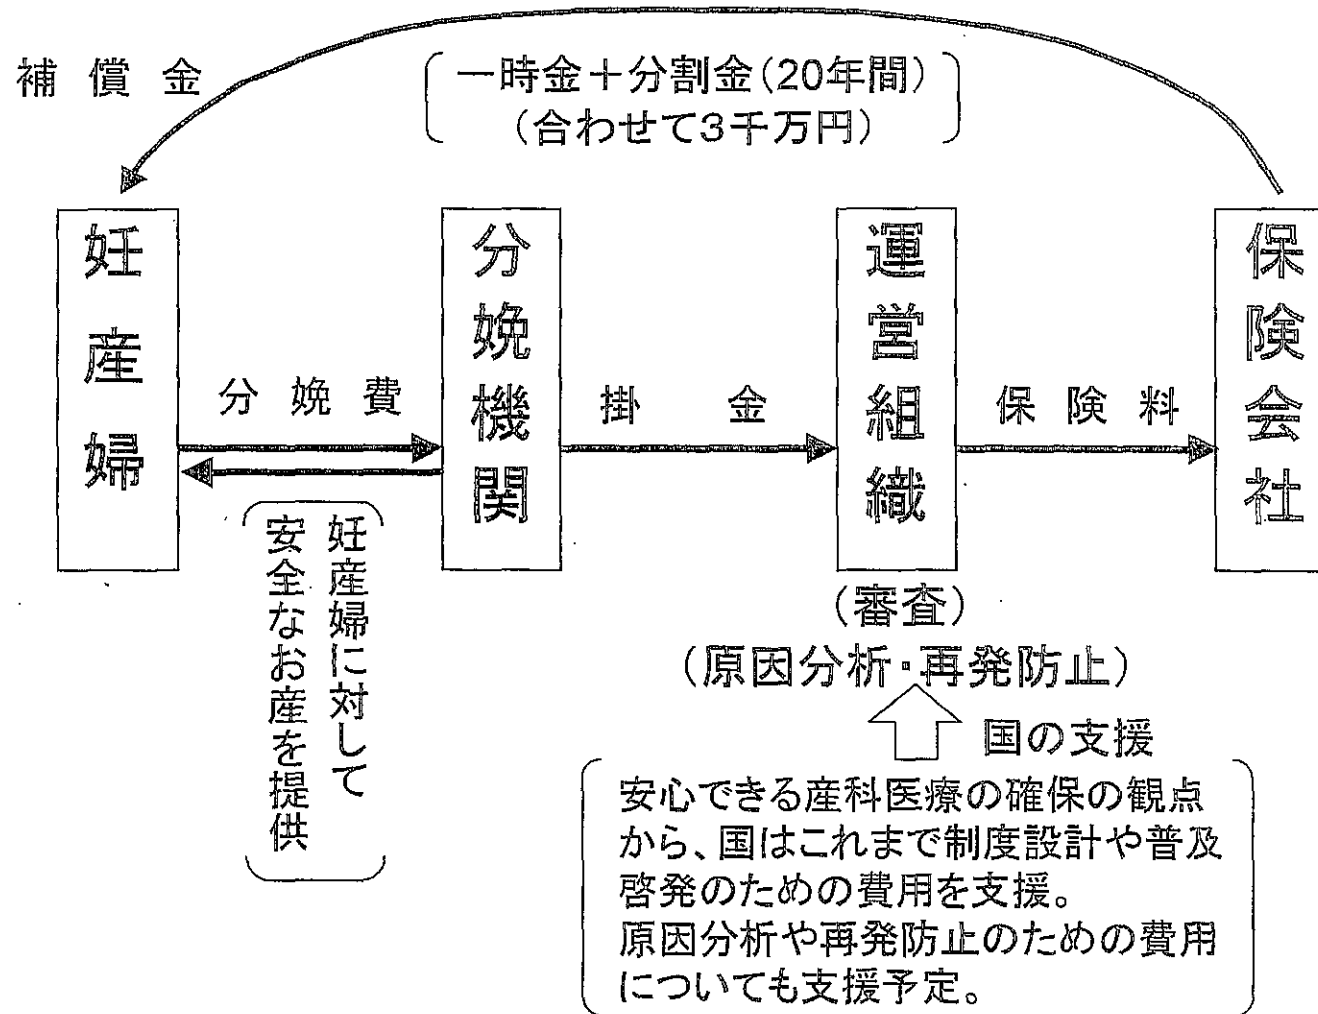 補償金
一時金＋分割金(20年間)
(合わせて3千万円)
妊産婦
分娩機関
運営組織
保険会社
分娩費
掛金
保険料
妊産婦に対して
安全なお産を提供
(審査)
(原因分析・再発防止)
国の支援
安心できる産科医療の確保の観点
から、国はこれまで制度設計や普及
啓発のための費用を支援。
原因分析や再発防止のための費用
についても支援予定。